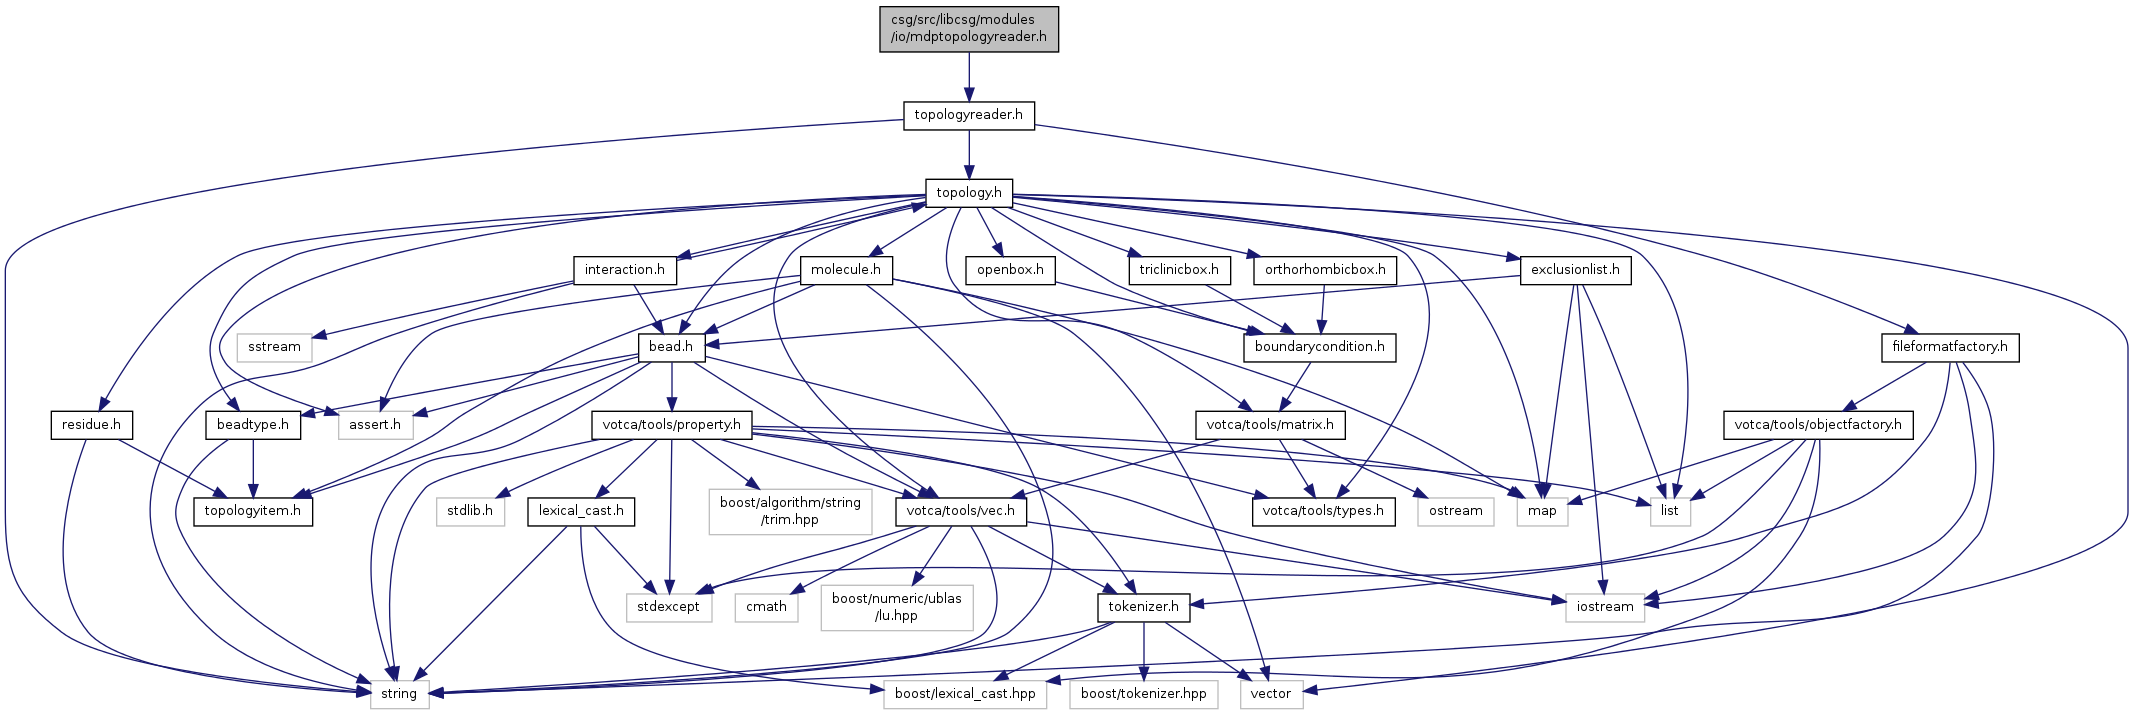 csg/src/libcsg/modules
/io/mdptopologyreader.h
topologyreader.h
topology.h
interaction.h
molecule.h
openbox.h
triclinicbox.h
orthorhombicbox.h
exclusionlist.h
sstream
bead.h
boundarycondition.h
fileformatfactory.h
residue.h
beadtype.h
assert.h
votca/tools/property.h
votca/tools/matrix.h
votca/tools/objectfactory.h
topologyitem.h
stdlib.h
lexical_cast.h
boost/algorithm/string
/trim.hpp
votca/tools/vec.h
votca/tools/types.h
ostream
map
list
stdexcept
cmath
boost/numeric/ublas
/lu.hpp
tokenizer.h
iostream
string
boost/lexical_cast.hpp
boost/tokenizer.hpp
vector